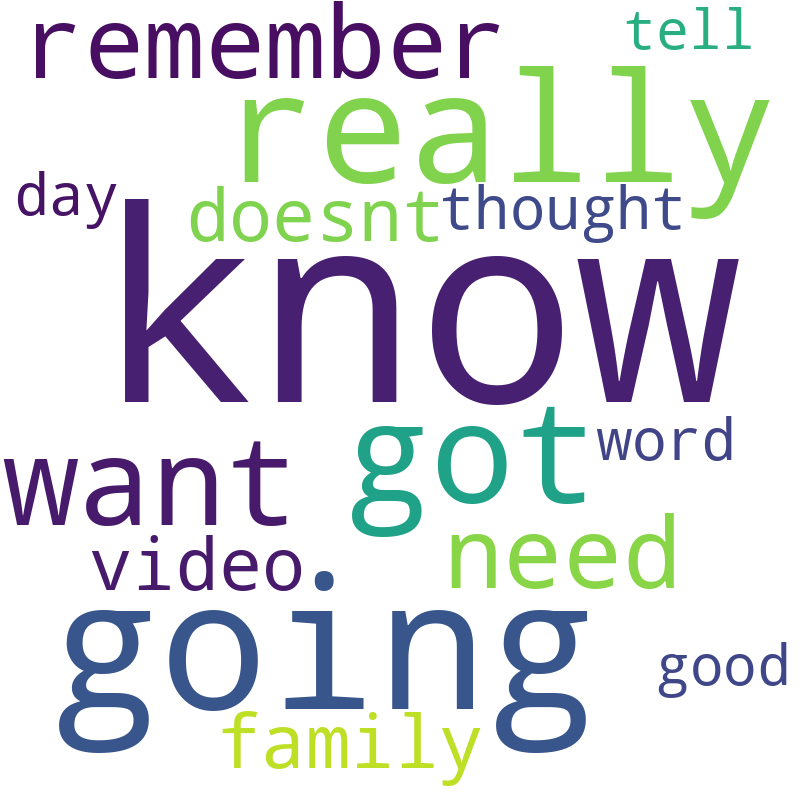 remember
tell
really
day
doesnt
thought
know
got
word
want
need
video
going
good
family